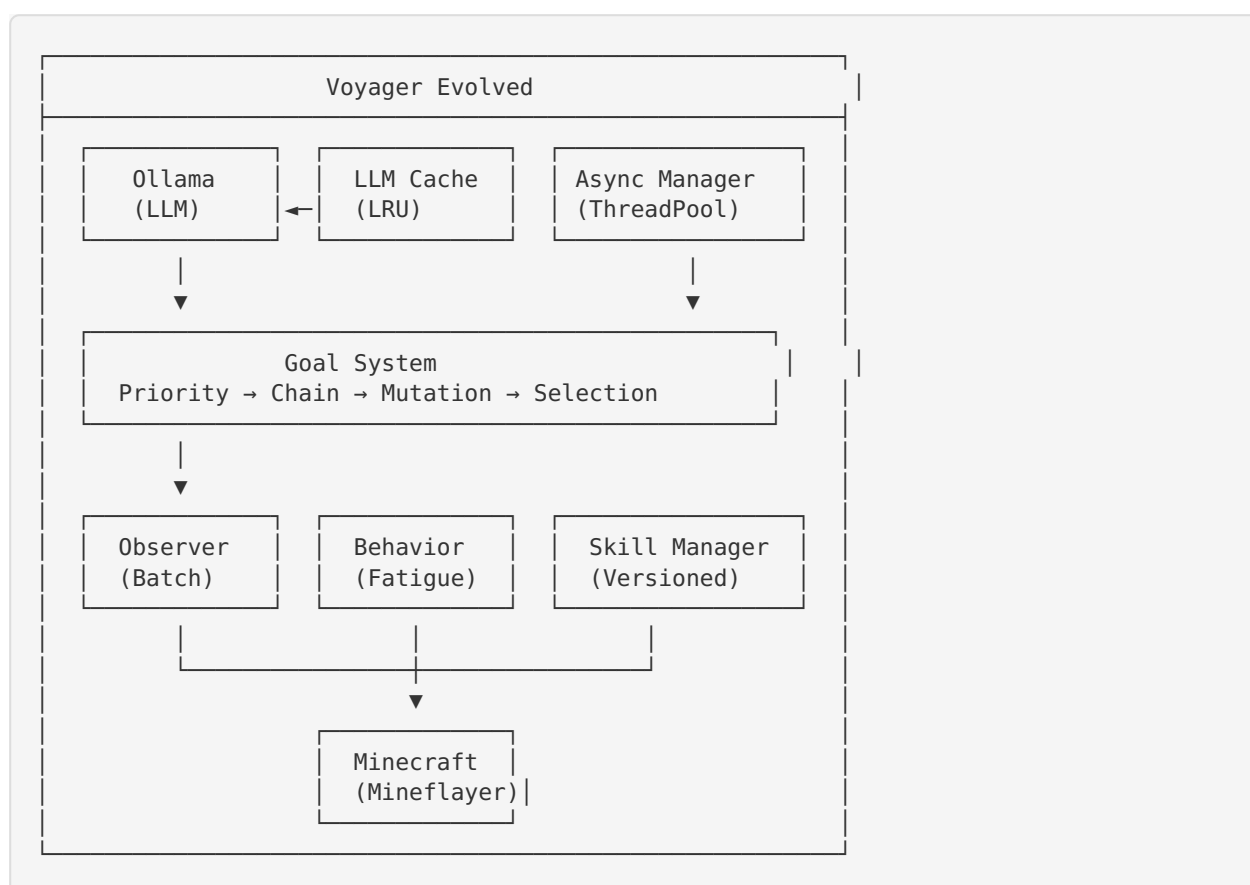 Voyager Evolved
Ollama LLM Cache Async Manager
(LLM) (LRU) (ThreadPool)
Goal System
Priority → Chain → Mutation → Selection
Observer Behavior Skill Manager
(Batch) (Fatigue) (Versioned)
Minecraft
(Mineflayer)